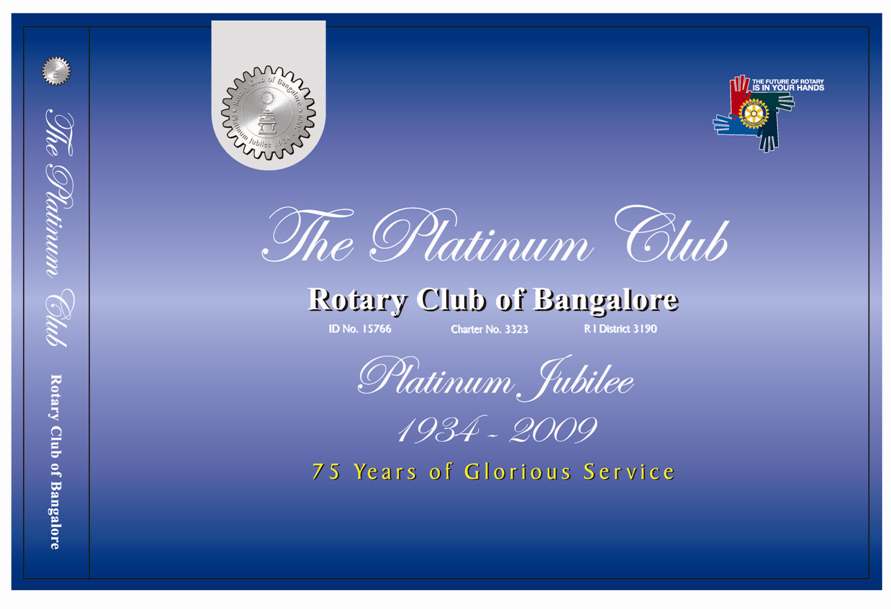 The Platinum Club Rotary Club of Bangalore
THE FUTURE OF ROTARY
IS IN YOUR HANDS
The Platinum Club
Rotary Club of Bangalore
ID No. 15766 Charter No. 3323 R I District 3190
Platinum Jubilee
1934 - 2009
75 Years of Glorious Service